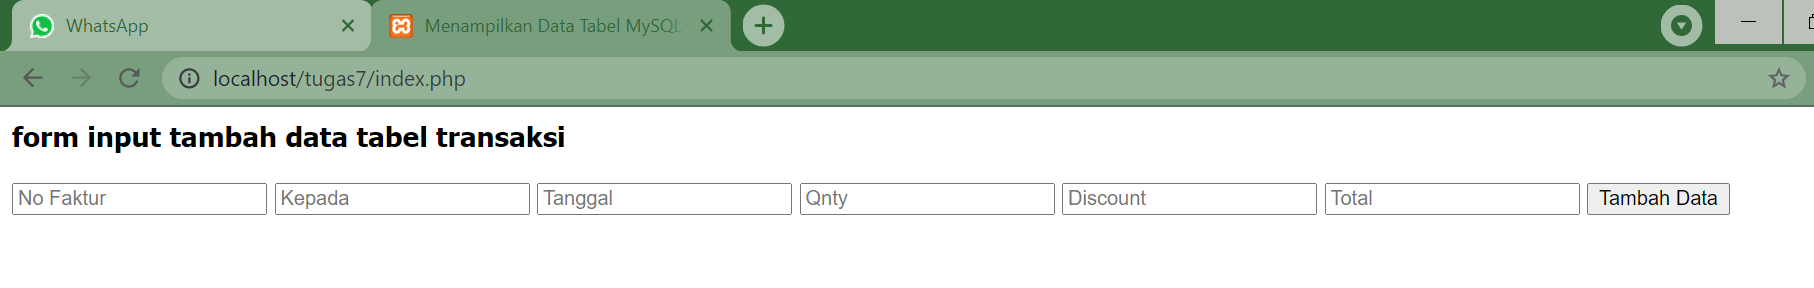 WhatsApp
Menampilkan Data Tabel MySQL
localhost/tugas7/index.php
form input tambah data tabel transaksi
No Faktur Kepada Tanggal Qnty Discount Total Tambah Data